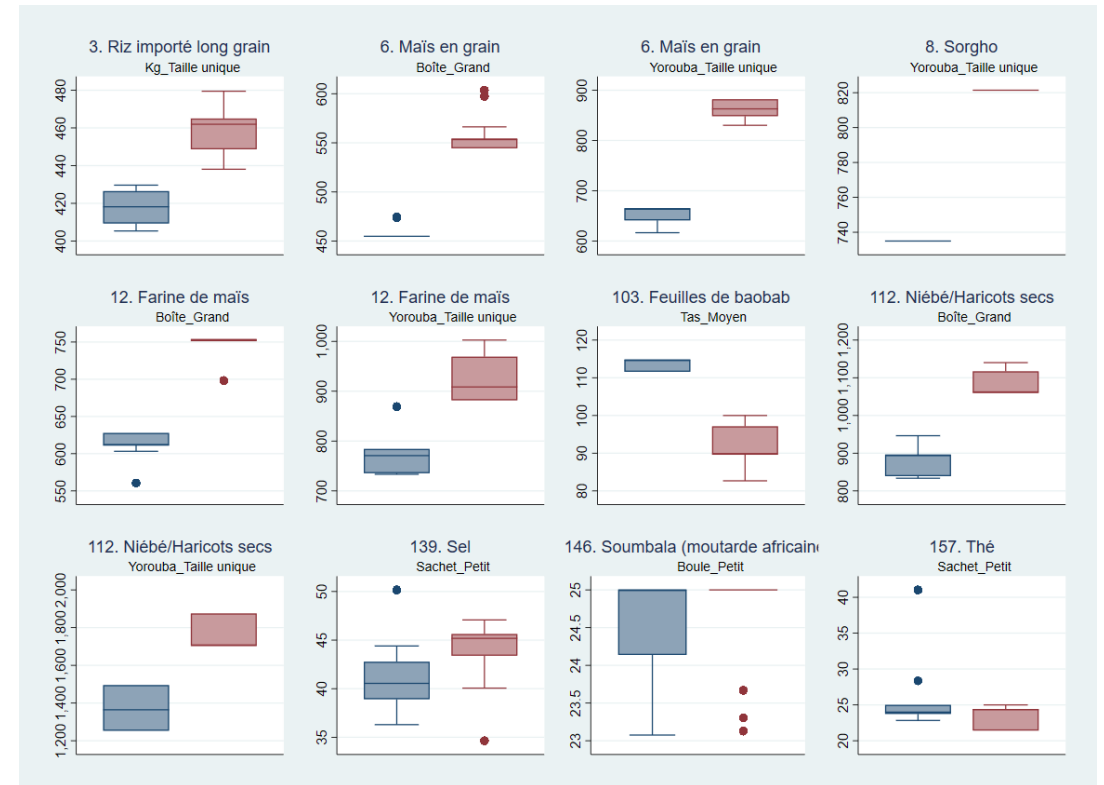 3. Riz importé long grain
Kg_Taille unique
480
460
440
420
400
6. Maïs en grain
Boîte_Grand
600
550
500
450
6. Maïs en grain
Yorouba_Taille unique
900
800
700
600
8. Sorgho
Yorouba_Taille unique
820
800
780
760
740
12. Farine de maïs
Boîte_Grand
750
700
650
600
550
12. Farine de maïs
Yorouba_Taille unique
1,000
900
800
700
103. Feuilles de baobab
Tas_Moyen
120
110
100
90
80
112. Niébé/Haricots secs
Boîte_Grand
1,200
1,100
1,000
900
800
112. Niébé/Haricots secs
Yorouba_Taille unique
2,000
1,800
1,600
1,400
1,200
139. Sel
Sachet_Petit
50
45
40
35
146. Soumbala (moutarde africaine
Boule_Petit
25
24.5
24
23.5
23
157. Thé
Sachet_Petit
40
35
30
25
20